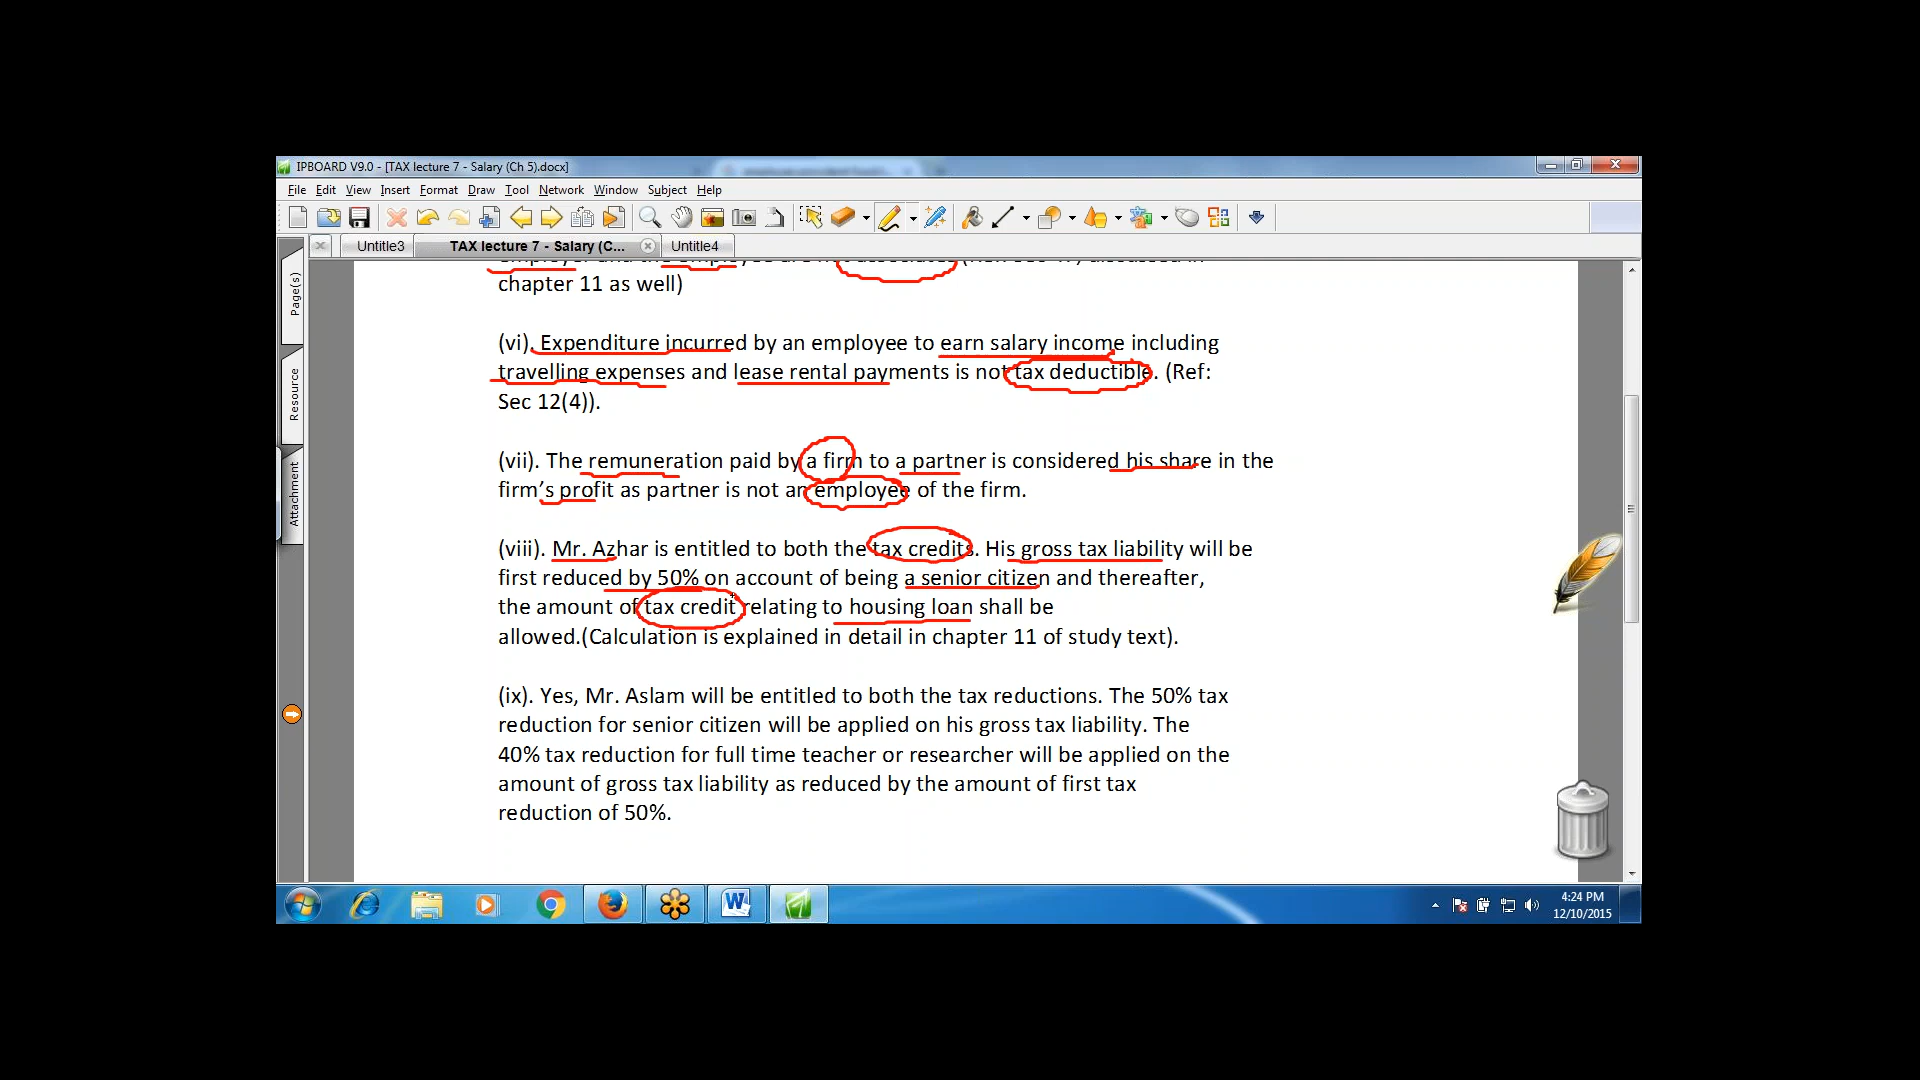 IPBOARD V9.0 - [TAX lecture 7 - Salary (Ch 5).docx]
File Edit View Insert Format Draw Tool Network Window Subject Help
Untitle3 TAX lecture 7 - Salary (C... Untitle4
Page(s)
Resource
Attachment
chapter 11 as well)
(vi). Expenditure incurred by an employee to earn salary income including
travelling expenses and lease rental payments is not tax deductible. (Ref:
Sec 12(4)).
(vii). The remuneration paid by a firm to a partner is considered his share in the
firm's profit as partner is not an employee of the firm.
(viii). Mr. Azhar is entitled to both the tax credits. His gross tax liability will be
first reduced by 50% on account of being a senior citizen and thereafter,
the amount of tax credit relating to housing loan shall be
allowed.(Calculation is explained in detail in chapter 11 of study text).
(ix). Yes, Mr. Aslam will be entitled to both the tax reductions. The 50% tax
reduction for senior citizen will be applied on his gross tax liability. The
40% tax reduction for full time teacher or researcher will be applied on the
amount of gross tax liability as reduced by the amount of first tax
reduction of 50%.
4:24 PM
12/10/2015